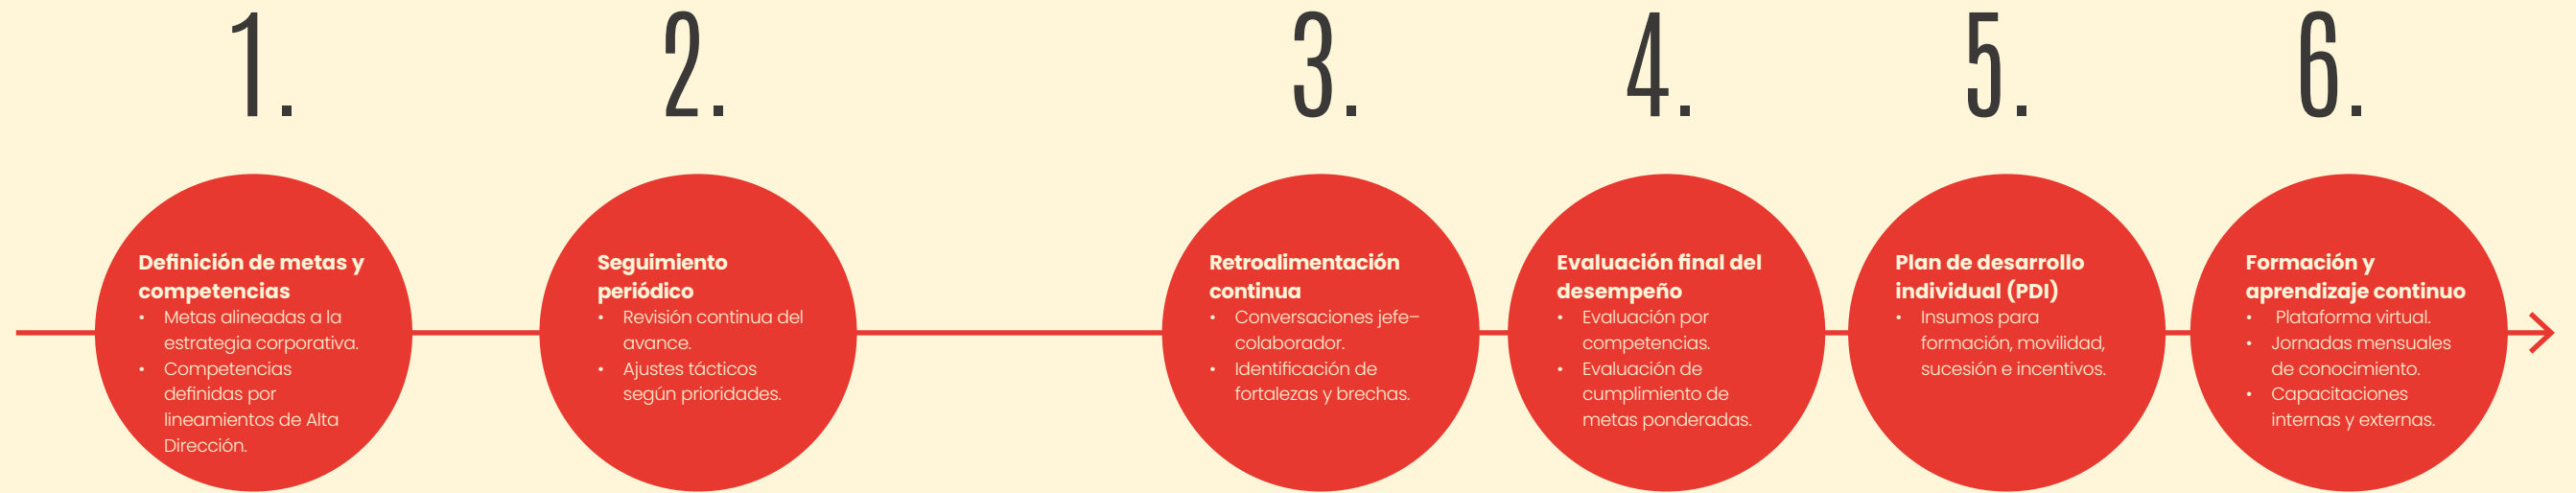 1.
2.
3.
4.
5.
6.
Definición de metas y
competencias
• Metas alineadas a la
estrategia corporativa.
• Competencias
definidas por
lineamientos de Alta
Dirección.
Seguimiento
periódico
• Revisión continua del
avance.
• Ajustes tácticos
según prioridades.
Retroalimentación
continua
• Conversaciones jefe–
colaborador.
• Identificación de
fortalezas y brechas.
Evaluación final del
desempeño
• Evaluación por
competencias.
• Evaluación de
cumplimiento de
metas ponderadas.
Plan de desarrollo
individual (PDI)
• Insumos para
formación, movilidad,
sucesión e incentivos.
Formación y
aprendizaje continuo
• Plataforma virtual.
• Jornadas mensuales
de conocimiento.
• Capacitaciones
internas y externas.